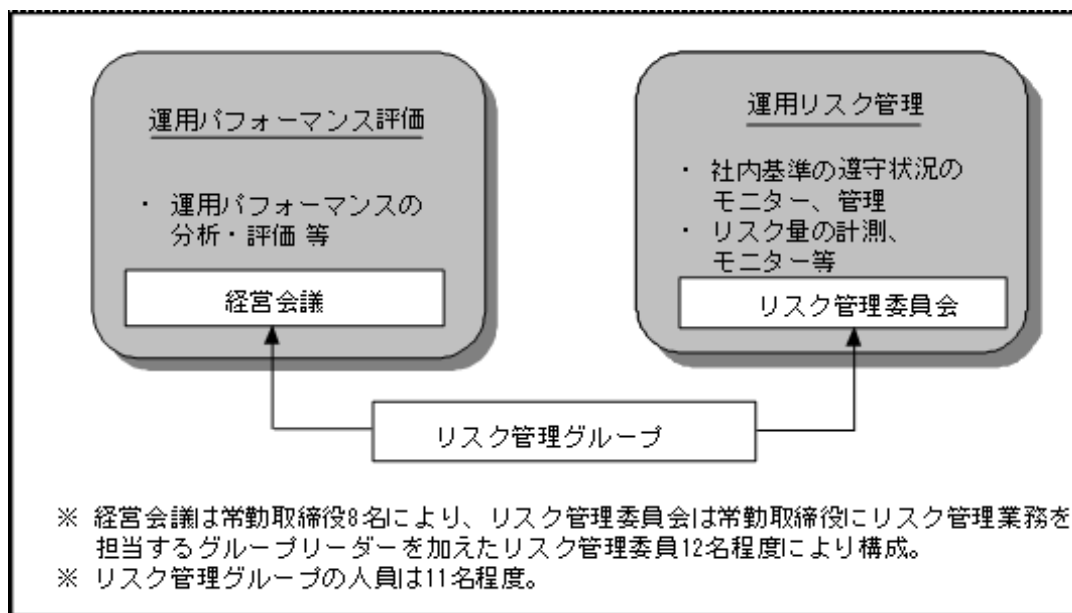 運用パフォーマンス評価
・ 運用パフォーマンスの
分析・評価 等
経営会議
運用リスク管理
・ 社内基準の遵守状況の
モニター、管理
・ リスク量の計測、
モニター等
リスク管理委員会
リスク管理グループ
※ 経営会議は常勤取締役8名により、リスク管理委員会は常勤取締役にリスク管理業務を
担当するグループリーダーを加えたリスク管理委員12名程度により構成。
※ リスク管理グループの人員は11名程度。